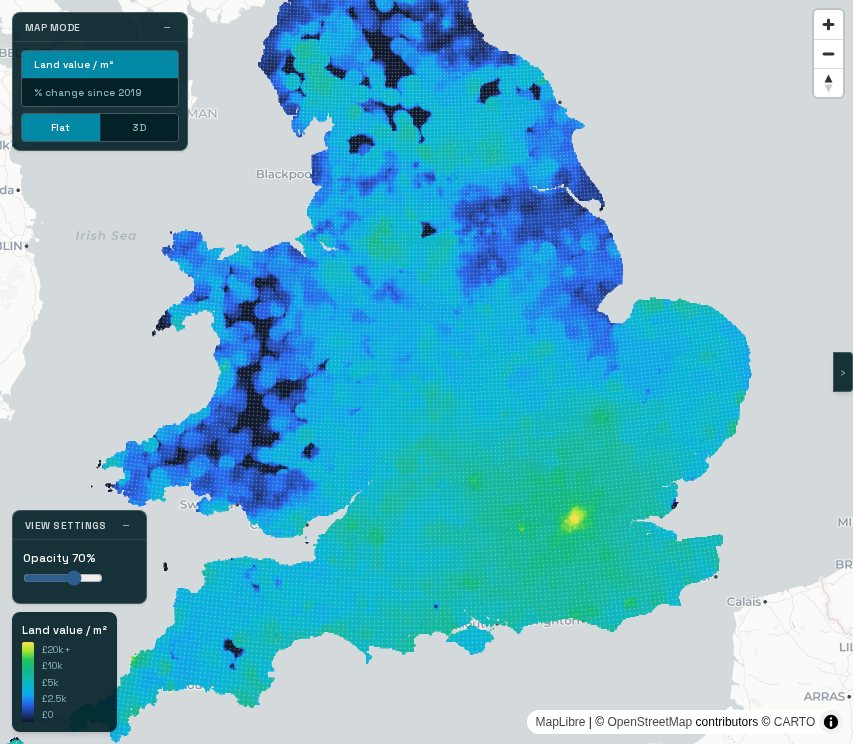 MAP MODE
Land value / m²
% change since 2019
Flat
3D
MAN
Blackpoo
Irish Sea
BLIN
VIEW SETTINGS
Opacity 70%
Land value / m²
£20k+
£10k
£5k
£2.5k
£0
Calais
ARRAS
MapLibre | © OpenStreetMap contributors © CARTO